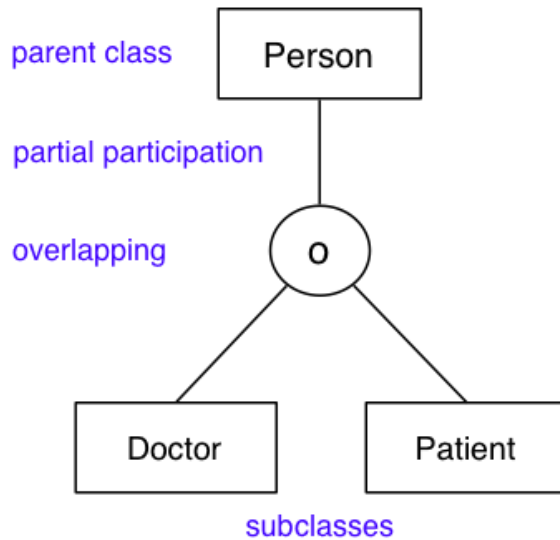 parent class
Person
partial participation
overlapping
o
Doctor
Patient
subclasses